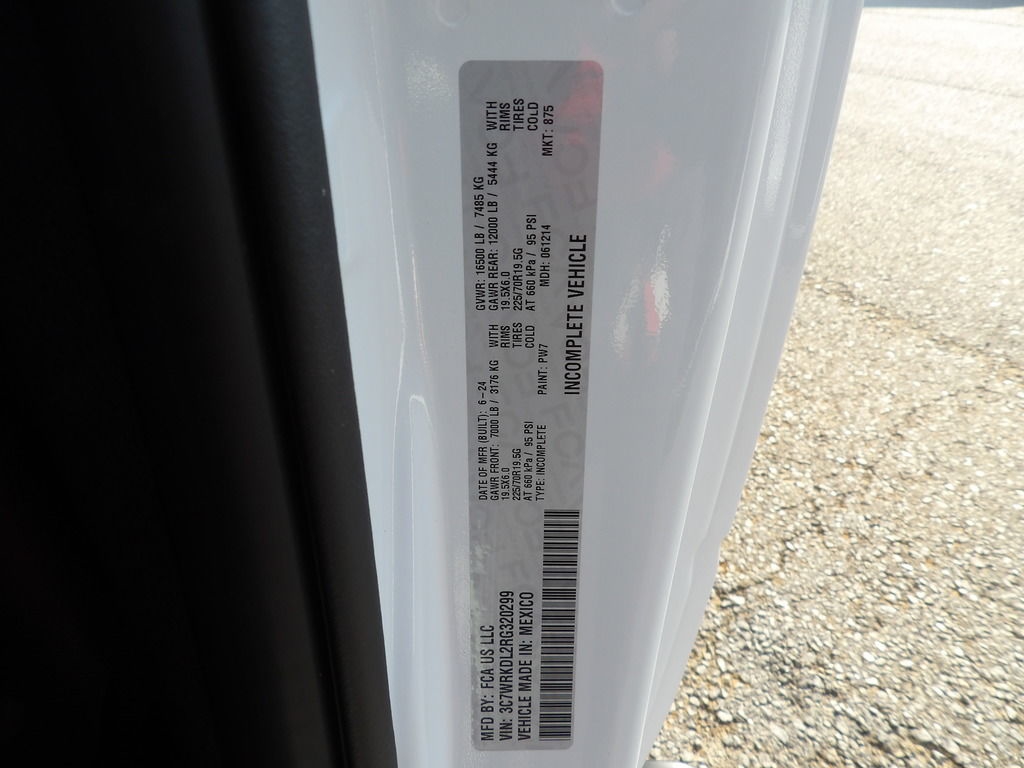 MFD BY: FCA US LLC
VIN: 3C7WRKDL2RG320299
VEHICLE MADE IN: MEXICO
DATE OF MFR (BUILT): 6-24
GVWR: 16500 LB / 7485 KG
GAWR FRONT: 7000 LB / 3176 KG WITH
19.5X6.0 RIMS
225/70R19.5G TIRES
AT 660 kPa / 95 PSI COLD
GAWR REAR: 12000 LB / 5444 KG WITH
19.5X6.0 RIMS
225/70R19.5G TIRES
AT 660 kPa / 95 PSI COLD
TYPE: INCOMPLETE PAINT: PW7 MDH: 061214 MKT: 875
INCOMPLETE VEHICLE